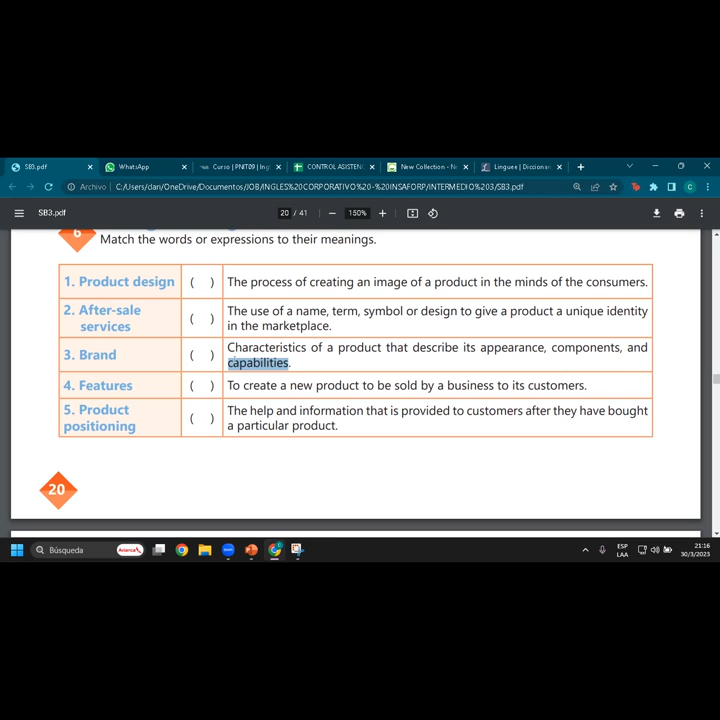 SB3.pdf
WhatsApp
Curso | PNIT09 | Ing
CONTROL ASISTEN
New Collection - N
Linguee | Dicciona
Archivo | C:/Users/dari/OneDrive/Documentos/JOB/INGLES%20CORPORATIVO%20-%20INSAFORP/INTERMEDIO%203/SB3.pdf
SB3.pdf
20 / 41
150%
6
Match the words or expressions to their meanings.
1. Product design ( ) The process of creating an image of a product in the minds of the consumers.
2. After-sale services ( ) The use of a name, term, symbol or design to give a product a unique identity
in the marketplace.
3. Brand ( ) Characteristics of a product that describe its appearance, components, and
capabilities.
4. Features ( ) To create a new product to be sold by a business to its customers.
5. Product positioning ( ) The help and information that is provided to customers after they have bought
a particular product.
20
Búsqueda
Avianca
ESP
LAA
21:16
30/3/2023